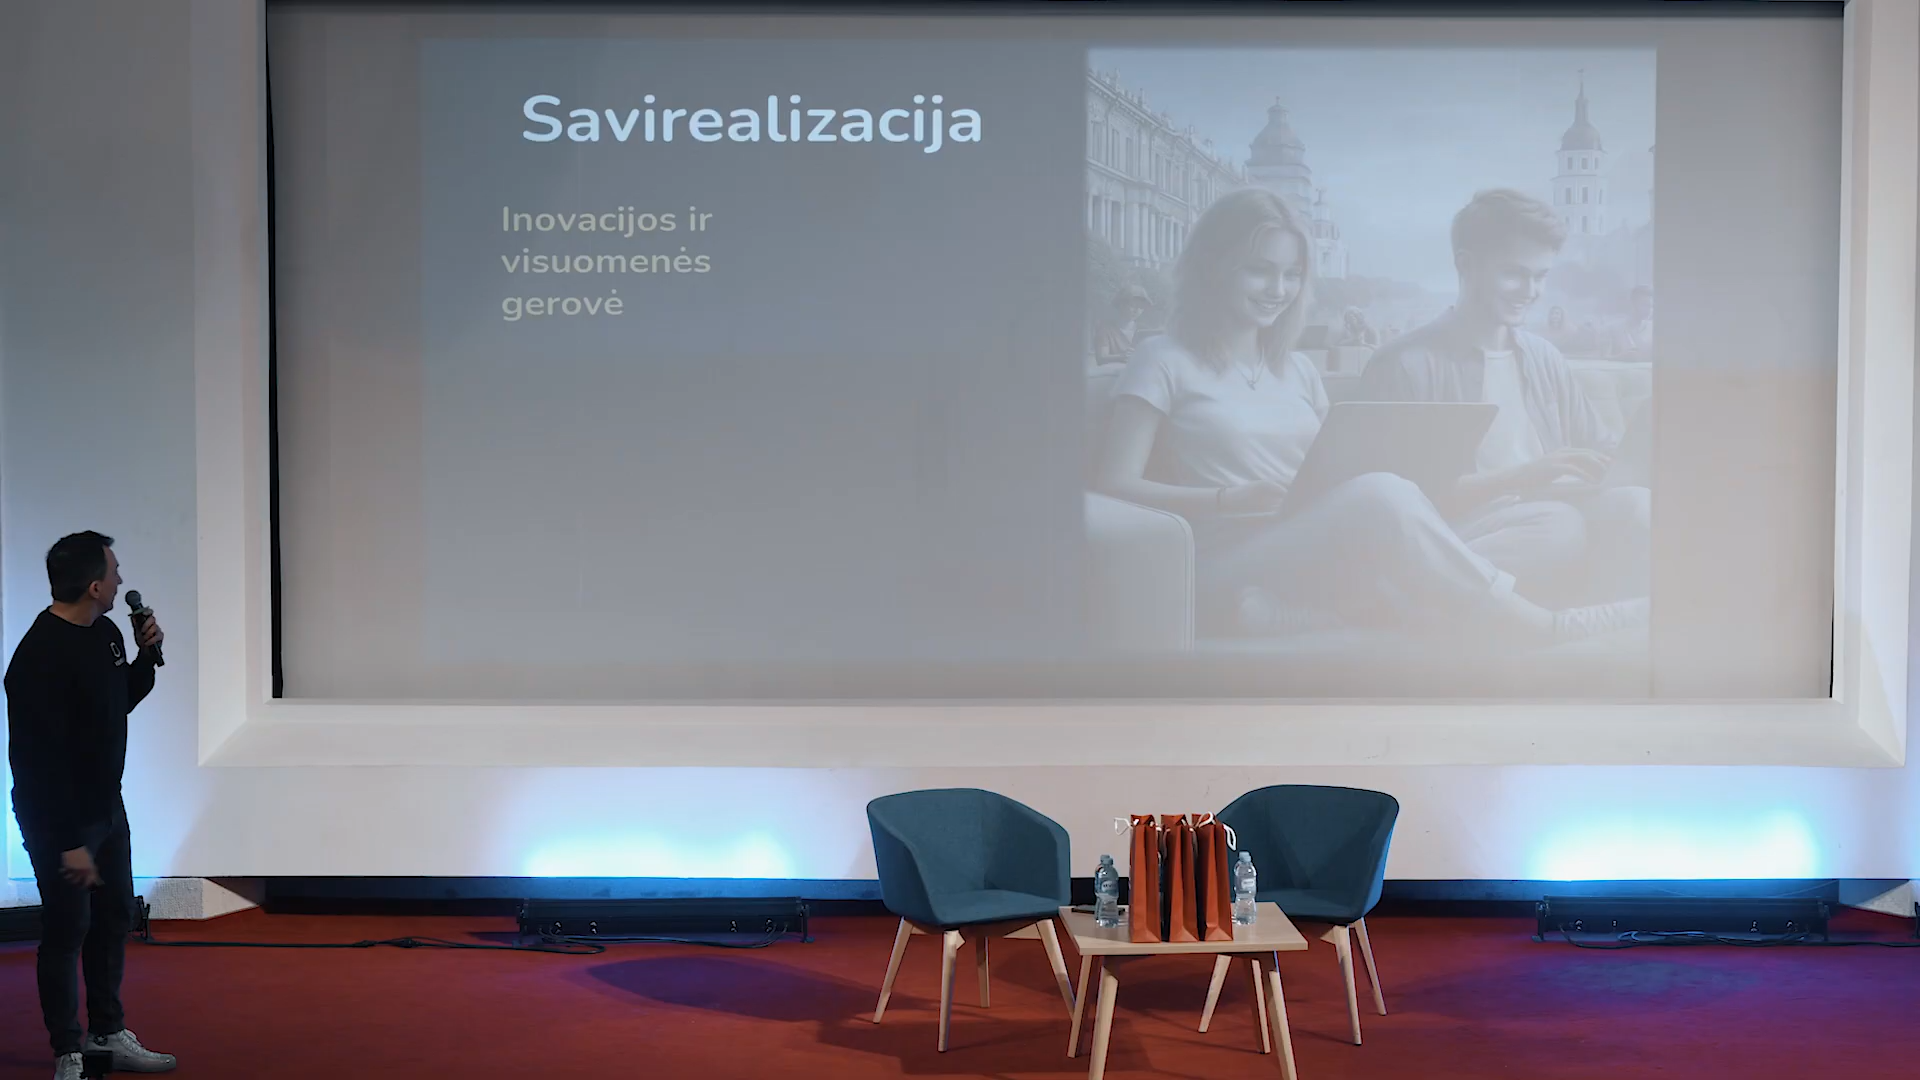 Savirealizacija
Inovacijos ir
visuomenės
gerovė